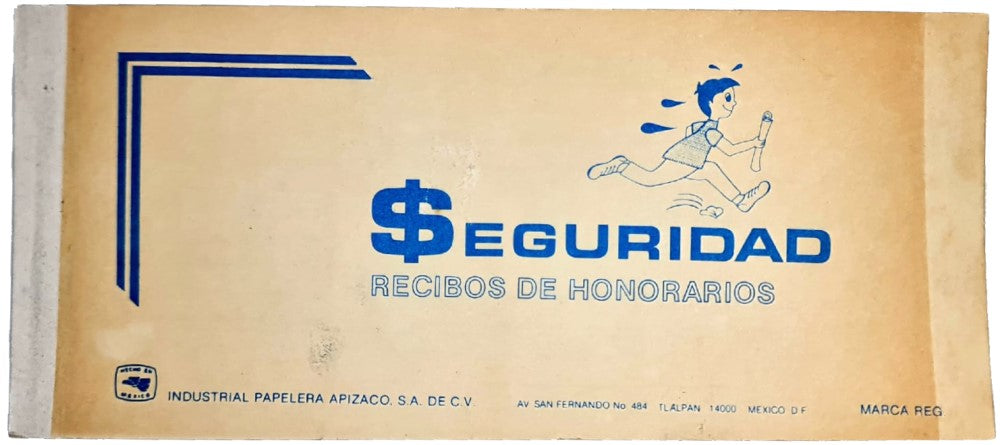 $EGURIDAD
RECIBOS DE HONORARIOS
HECHO EN
MEXICO
INDUSTRIAL PAPELERA APIZACO, S.A. DE C.V. AV SAN FERNANDO No 484 TLALPAN 14000 MEXICO D F MARCA REG